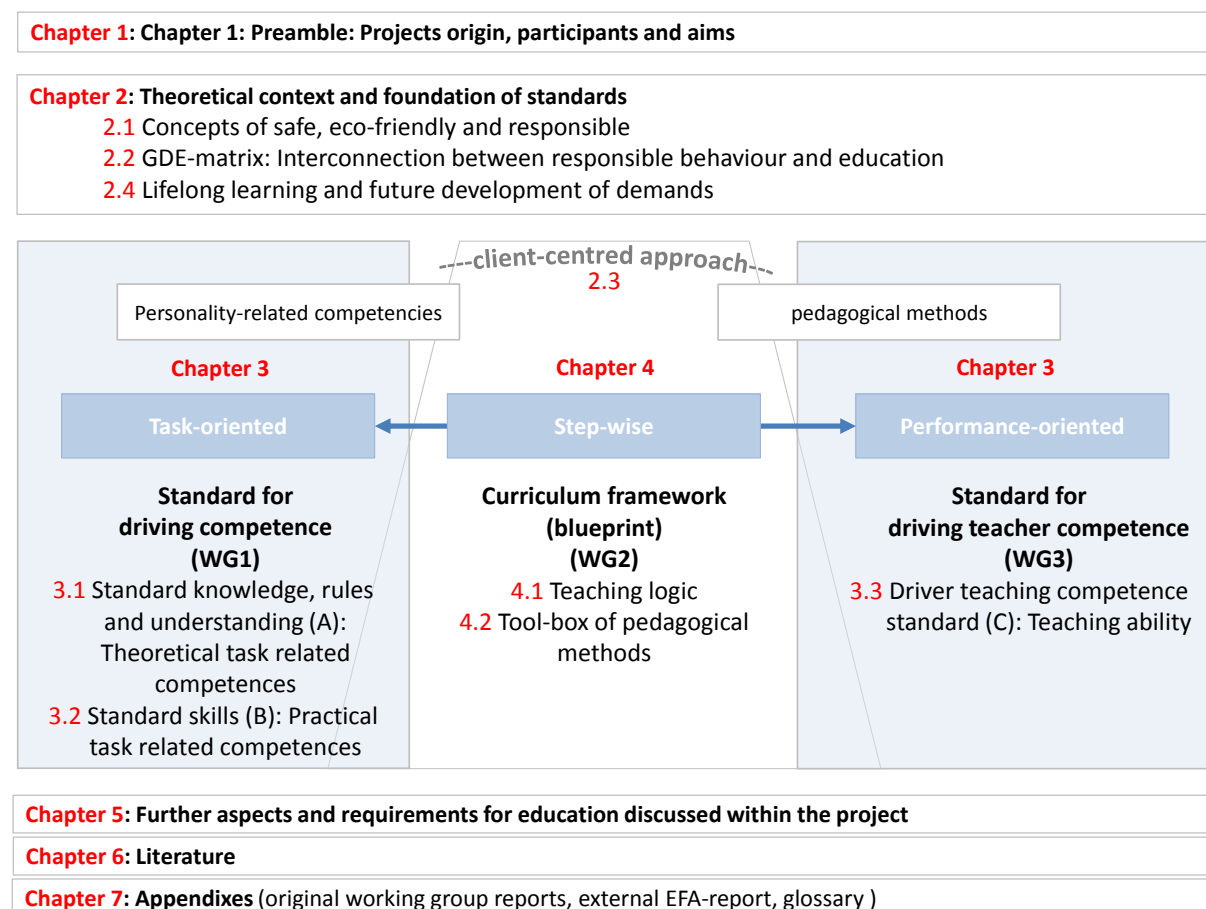 Chapter 1: Chapter 1: Preamble: Projects origin, participants and aims
Chapter 2: Theoretical context and foundation of standards
2.1 Concepts of safe, eco-friendly and responsible
2.2 GDE-matrix: Interconnection between responsible behaviour and education
2.4 Lifelong learning and future development of demands
----client-centred approach--.
2.3
Personality-related competencies
pedagogical methods
Chapter 3
Chapter 4
Chapter 3
Task-oriented
Step-wise
Performance-oriented
Standard for
driving competence
(WG1)
3.1 Standard knowledge, rules
and understanding (A):
Theoretical task related
competences
3.2 Standard skills (B): Practical
task related competences
Curriculum framework
(blueprint)
(WG2)
4.1 Teaching logic
4.2 Tool-box of pedagogical
methods
Standard for
driving teacher competence
(WG3)
3.3 Driver teaching competence
standard (C): Teaching ability
Chapter 5: Further aspects and requirements for education discussed within the project
Chapter 6: Literature
Chapter 7: Appendixes (original working group reports, external EFA-report, glossary )